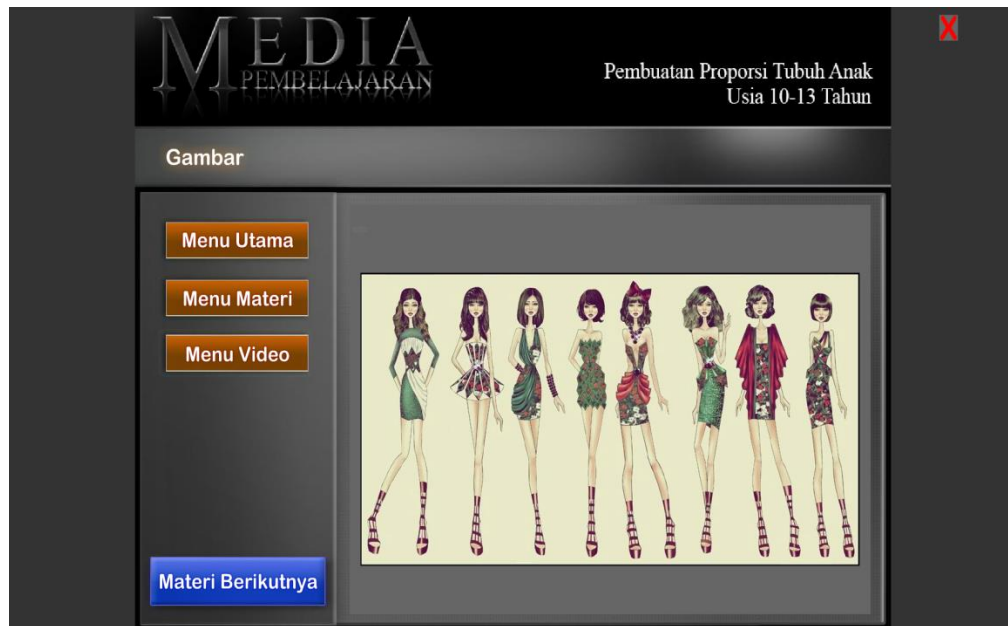 MEDIA
PEMBELAJARAN
Pembuatan Proporsi Tubuh Anak
Usia 10-13 Tahun
X
Gambar
Menu Utama
Menu Materi
Menu Video
Materi Berikutnya